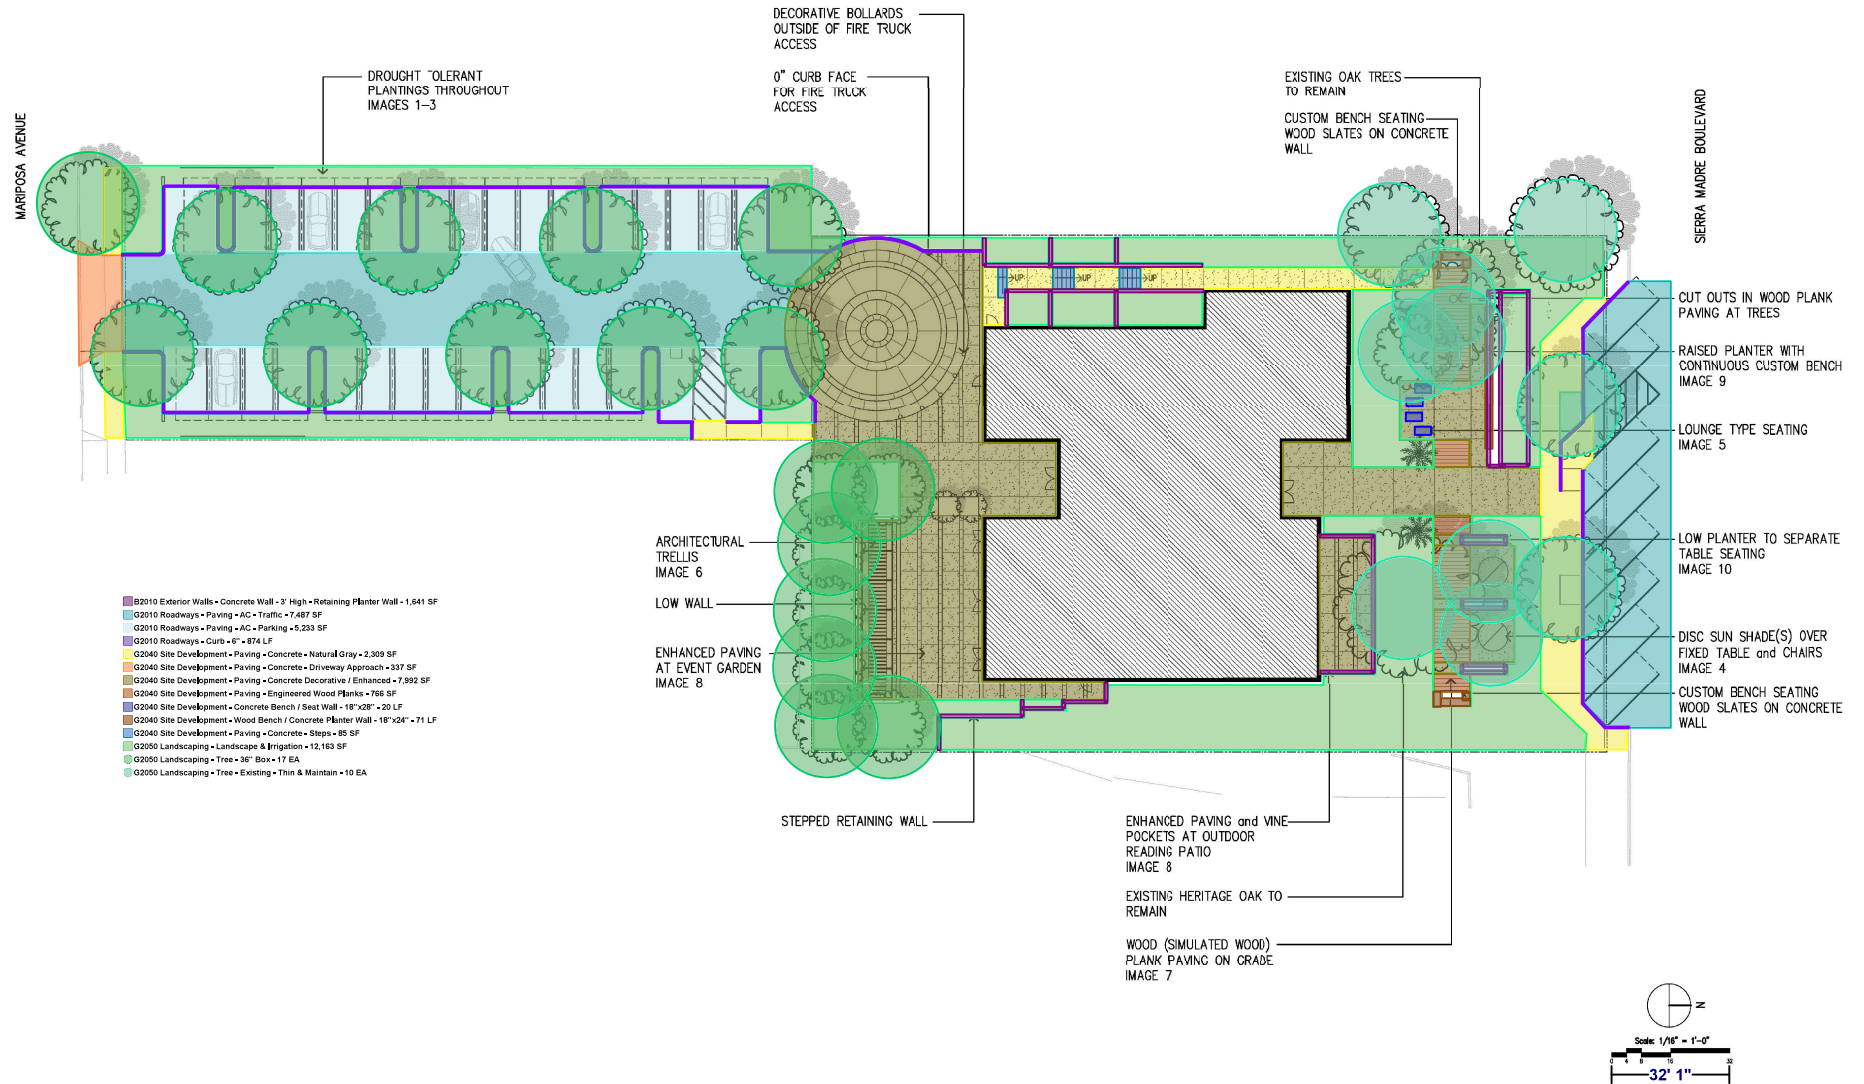 DECORATIVE BOLLARDS
OUTSIDE OF FIRE TRUCK
ACCESS
DROUGHT TOLERANT
PLANTINGS THROUGHOUT
IMAGES 1-3
0" CURB FACE
FOR FIRE TRUCK
ACCESS
EXISTING OAK TREES
TO REMAIN
CUSTOM BENCH SEATING
WOOD SLATES ON CONCRETE
WALL
MARIPOSA AVENUE
SIERRA MADRE BOULEVARD
UP
UP
UP
CUT OUTS IN WOOD PLANK
PAVING AT TREES
RAISED PLANTER WITH
CONTINUOUS CUSTOM BENCH
IMAGE 9
LOUNGE TYPE SEATING
IMAGE 5
LOW PLANTER TO SEPARATE
TABLE SEATING
IMAGE 10
DISC SUN SHADE(S) OVER
FIXED TABLE and CHAIRS
IMAGE 4
CUSTOM BENCH SEATING
WOOD SLATES ON CONCRETE
WALL
ARCHITECTURAL
TRELLIS
IMAGE 6
LOW WALL
ENHANCED PAVING
AT EVENT GARDEN
IMAGE 8
B2010 Exterior Walls - Concrete Wall - 3' High - Retaining Planter Wall - 1,641 SF
G2010 Roadways - Paving - AC - Traffic - 7,487 SF
G2010 Roadways - Paving - AC - Parking - 5,233 SF
G2010 Roadways - Curb - 6" - 874 LF
G2040 Site Development - Paving - Concrete - Natural Gray - 2,309 SF
G2040 Site Development - Paving - Concrete - Driveway Approach - 337 SF
G2040 Site Development - Paving - Concrete Decorative / Enhanced - 7,992 SF
G2040 Site Development - Paving - Engineered Wood Planks - 766 SF
G2040 Site Development - Concrete Bench / Seat Wall - 18"x28" - 20 LF
G2040 Site Development - Wood Bench / Concrete Planter Wall - 18"x24" - 71 LF
G2040 Site Development - Paving - Concrete - Steps - 85 SF
G2050 Landscaping - Landscape & Irrigation - 12,163 SF
G2050 Landscaping - Tree - 36" Box - 17 EA
G2050 Landscaping - Tree - Existing - Thin & Maintain - 10 EA
STEPPED RETAINING WALL
ENHANCED PAVING and VINE
POCKETS AT OUTDOOR
READING PATIO
IMAGE 8
EXISTING HERITAGE OAK TO
REMAIN
WOOD (SIMULATED WOOD)
PLANK PAVING ON GRADE
IMAGE 7
N
Scale: 1/16" = 1'-0"
0 4 8 16 32
32' 1"